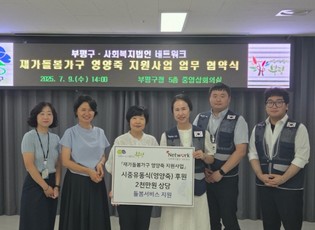 부평구 · 사회복지법인 네트워크
재가돌봄가구 영양죽 지원사업 업무 협약식
2025. 7. 9.(수) 14:00 부평구청 5층 중앙상황의실
network
「재가돌봄가구 영양죽 지원사업」
시중유통식(영양죽) 후원
2천만원 상당
돌봄서비스 지원